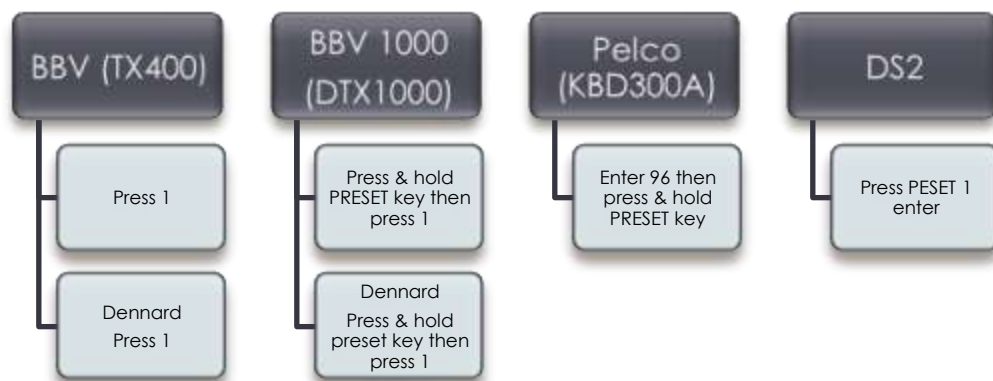 BBV (TX400)
Press 1
Dennard
Press 1
BBV 1000
(DTX1000)
Press & hold
PRESET key then
press 1
Dennard
Press & hold
preset key then
press 1
Pelco
(KBD300A)
Enter 96 then
press & hold
PRESET key
DS2
Press PESET 1
enter